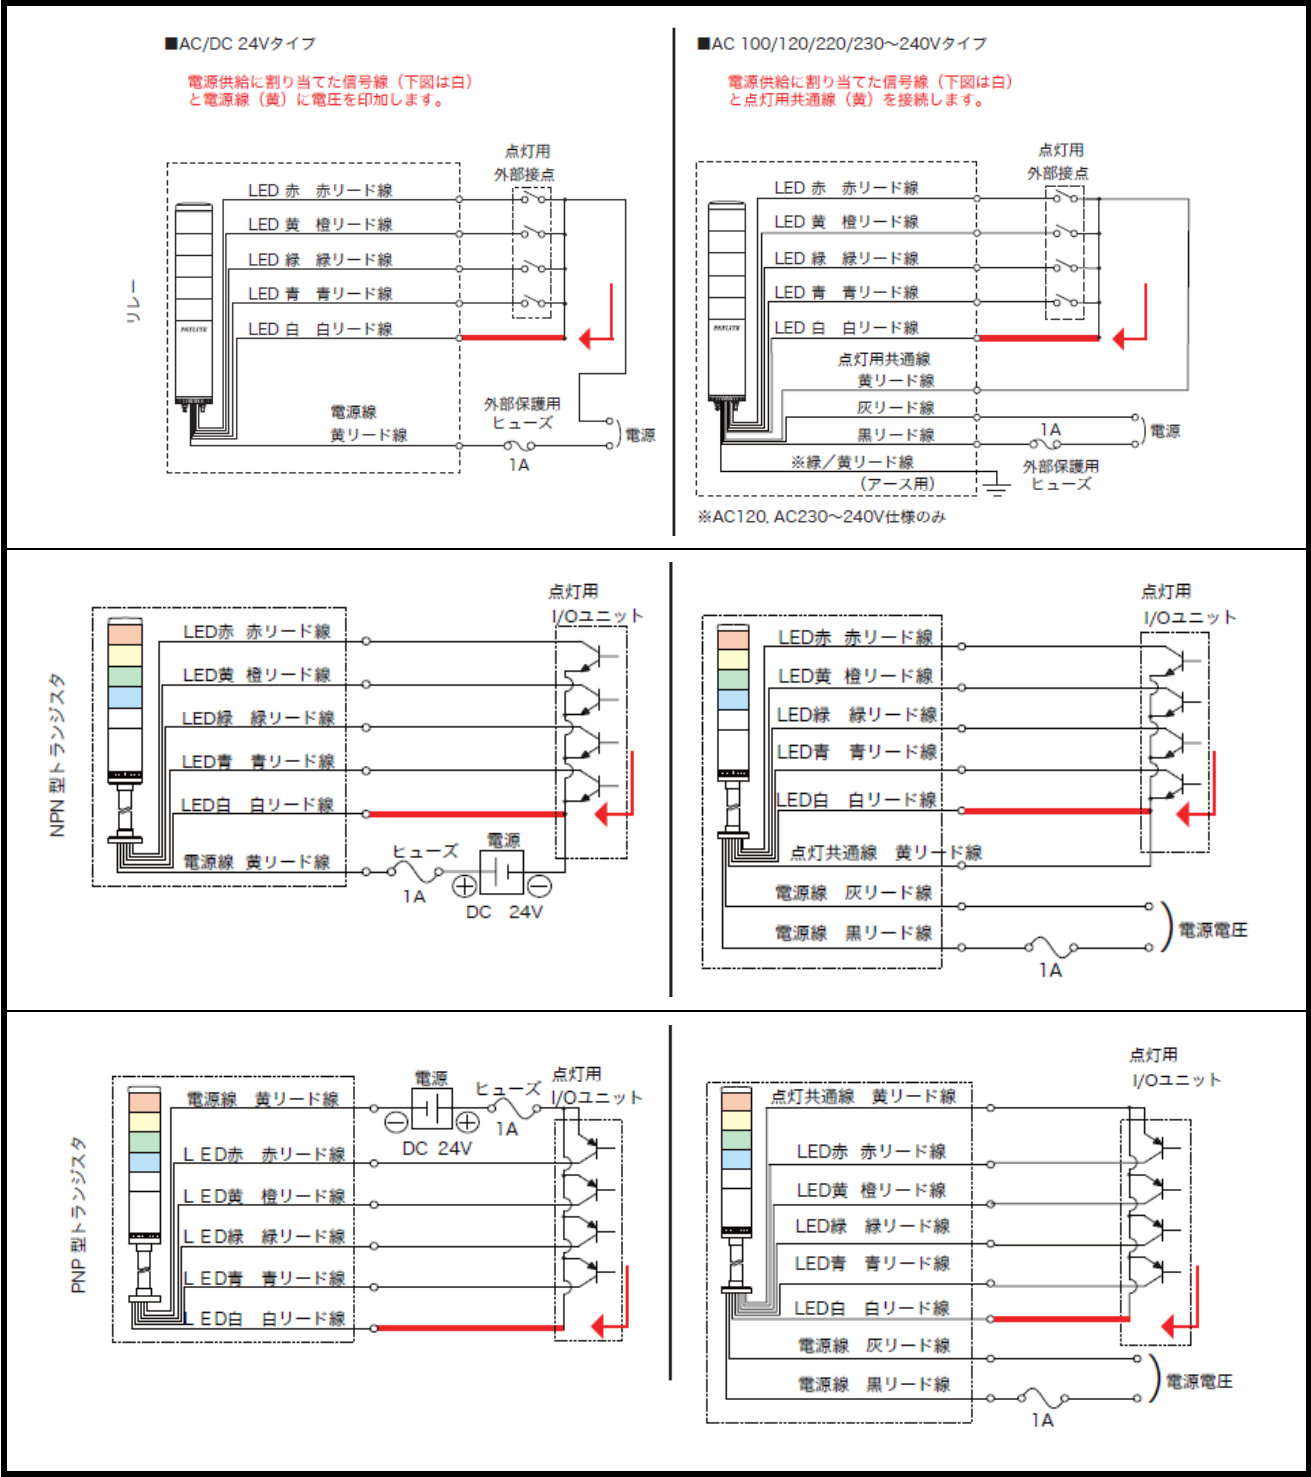 ■AC/DC 24Vタイプ
電源供給に割り当てた信号線（下図は白）
と電源線（黄）に電圧を印加します。
点灯用
外部接点
LED 赤 赤リード線
LED 黄 橙リード線
LED 緑 緑リード線
LED 青 青リード線
LED 白 白リード線
リレー
PATLITE
電源線
黄リード線
外部保護用
ヒューズ
1A
電源
■AC 100/120/220/230～240Vタイプ
電源供給に割り当てた信号線（下図は白）
と点灯用共通線（黄）を接続します。
点灯用
外部接点
LED 赤 赤リード線
LED 黄 橙リード線
LED 緑 緑リード線
LED 青 青リード線
LED 白 白リード線
PATLITE
点灯用共通線
黄リード線
灰リード線
黒リード線
1A
電源
※緑／黄リード線
（アース用）
外部保護用
ヒューズ
※AC120, AC230～240V仕様のみ
NPN 型トランジスタ
点灯用
I/Oユニット
LED赤 赤リード線
LED黄 橙リード線
LED緑 緑リード線
LED青 青リード線
LED白 白リード線
電源線 黄リード線
ヒューズ
1A
電源
DC 24V
点灯用
I/Oユニット
LED赤 赤リード線
LED黄 橙リード線
LED緑 緑リード線
LED青 青リード線
LED白 白リード線
点灯共通線 黄リード線
電源線 灰リード線
電源線 黒リード線
1A
電源電圧
PNP 型トランジスタ
電源
ヒューズ
点灯用
I/Oユニット
電源線 黄リード線
1A
DC 24V
ＬED赤 赤リード線
ＬED黄 橙リード線
ＬED緑 緑リード線
ＬED青 青リード線
ＬED白 白リード線
点灯用
I/Oユニット
点灯共通線 黄リード線
LED赤 赤リード線
LED黄 橙リード線
LED緑 緑リード線
LED青 青リード線
LED白 白リード線
電源線 灰リード線
電源線 黒リード線
1A
電源電圧